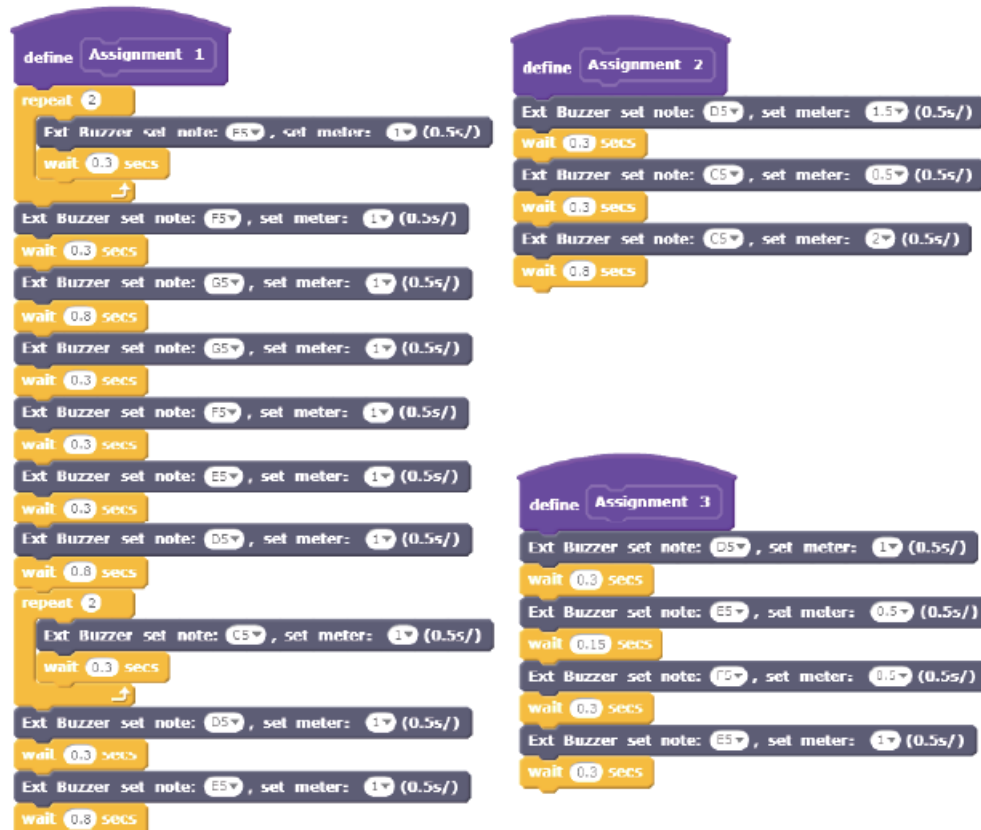 define Assignment 1
repeat 2
Ext Buzzer set note: E5 , set meter: 1 (0.5s/)
wait 0.3 secs
Ext Buzzer set note: F5 , set meter: 1 (0.5s/)
wait 0.3 secs
Ext Buzzer set note: G5 , set meter: 1 (0.5s/)
wait 0.8 secs
Ext Buzzer set note: G5 , set meter: 1 (0.5s/)
wait 0.3 secs
Ext Buzzer set note: F5 , set meter: 1 (0.5s/)
wait 0.3 secs
Ext Buzzer set note: E5 , set meter: 1 (0.5s/)
wait 0.3 secs
Ext Buzzer set note: D5 , set meter: 1 (0.5s/)
wait 0.8 secs
repeat 2
Ext Buzzer set note: C5 , set meter: 1 (0.5s/)
wait 0.3 secs
Ext Buzzer set note: D5 , set meter: 1 (0.5s/)
wait 0.3 secs
Ext Buzzer set note: E5 , set meter: 1 (0.5s/)
wait 0.8 secs
define Assignment 2
Ext Buzzer set note: D5 , set meter: 1.5 (0.5s/)
wait 0.3 secs
Ext Buzzer set note: C5 , set meter: 0.5 (0.5s/)
wait 0.3 secs
Ext Buzzer set note: C5 , set meter: 2 (0.5s/)
wait 0.8 secs
define Assignment 3
Ext Buzzer set note: D5 , set meter: 1 (0.5s/)
wait 0.3 secs
Ext Buzzer set note: E5 , set meter: 0.5 (0.5s/)
wait 0.15 secs
Ext Buzzer set note: F5 , set meter: 0.5 (0.5s/)
wait 0.3 secs
Ext Buzzer set note: E5 , set meter: 1 (0.5s/)
wait 0.3 secs